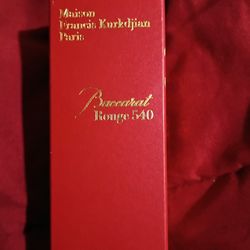 Maison
Francis Kurkdjian
Paris
Baccarat
Rouge 540